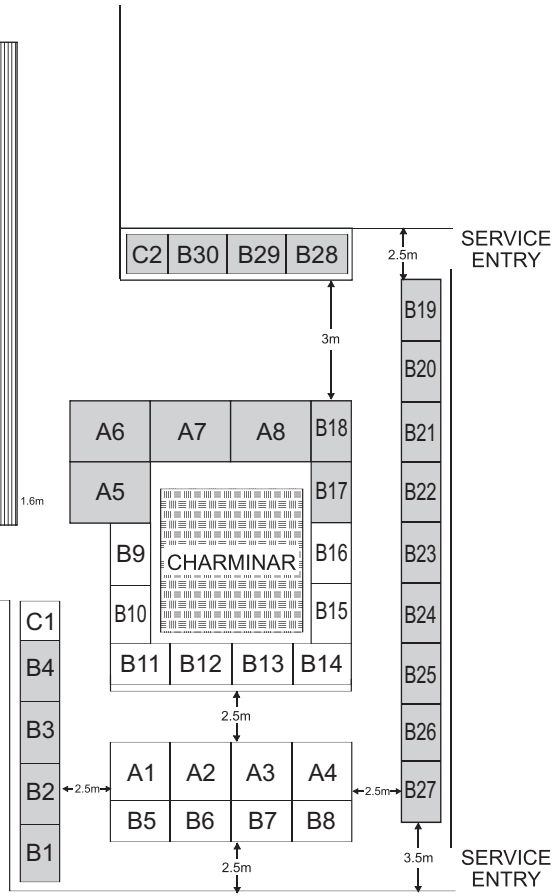 C2 B30 B29 B28
2.5m
SERVICE
ENTRY
B19
3m
B20
A6 A7 A8 B18
B21
A5 B17
B22
1.6m
B9 B16
B23
CHARMINAR
B10 B15
B24
C1
B11 B12 B13 B14
B4
B25
2.5m
B3
B26
A1 A2 A3 A4
B2
2.5m
2.5m
B27
B5 B6 B7 B8
B1
2.5m
3.5m
SERVICE
ENTRY